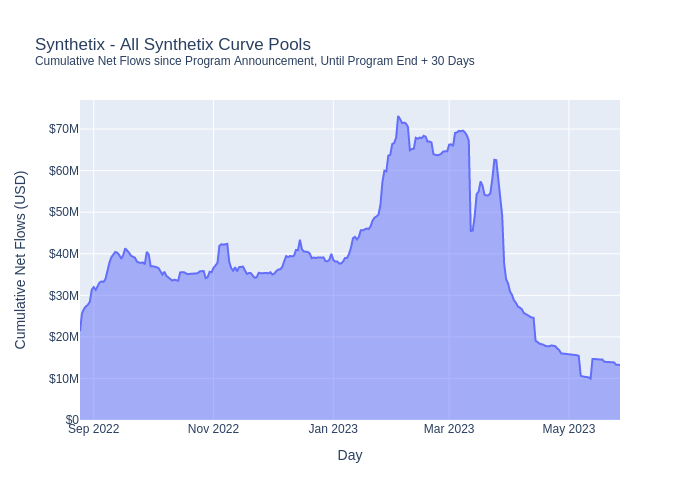 Synthetix - All Synthetix Curve Pools
Cumulative Net Flows since Program Announcement, Until Program End + 30 Days
$70M
$60M
$50M
$40M
$30M
$20M
$10M
$0
Cumulative Net Flows (USD)
Sep 2022
Nov 2022
Jan 2023
Mar 2023
May 2023
Day